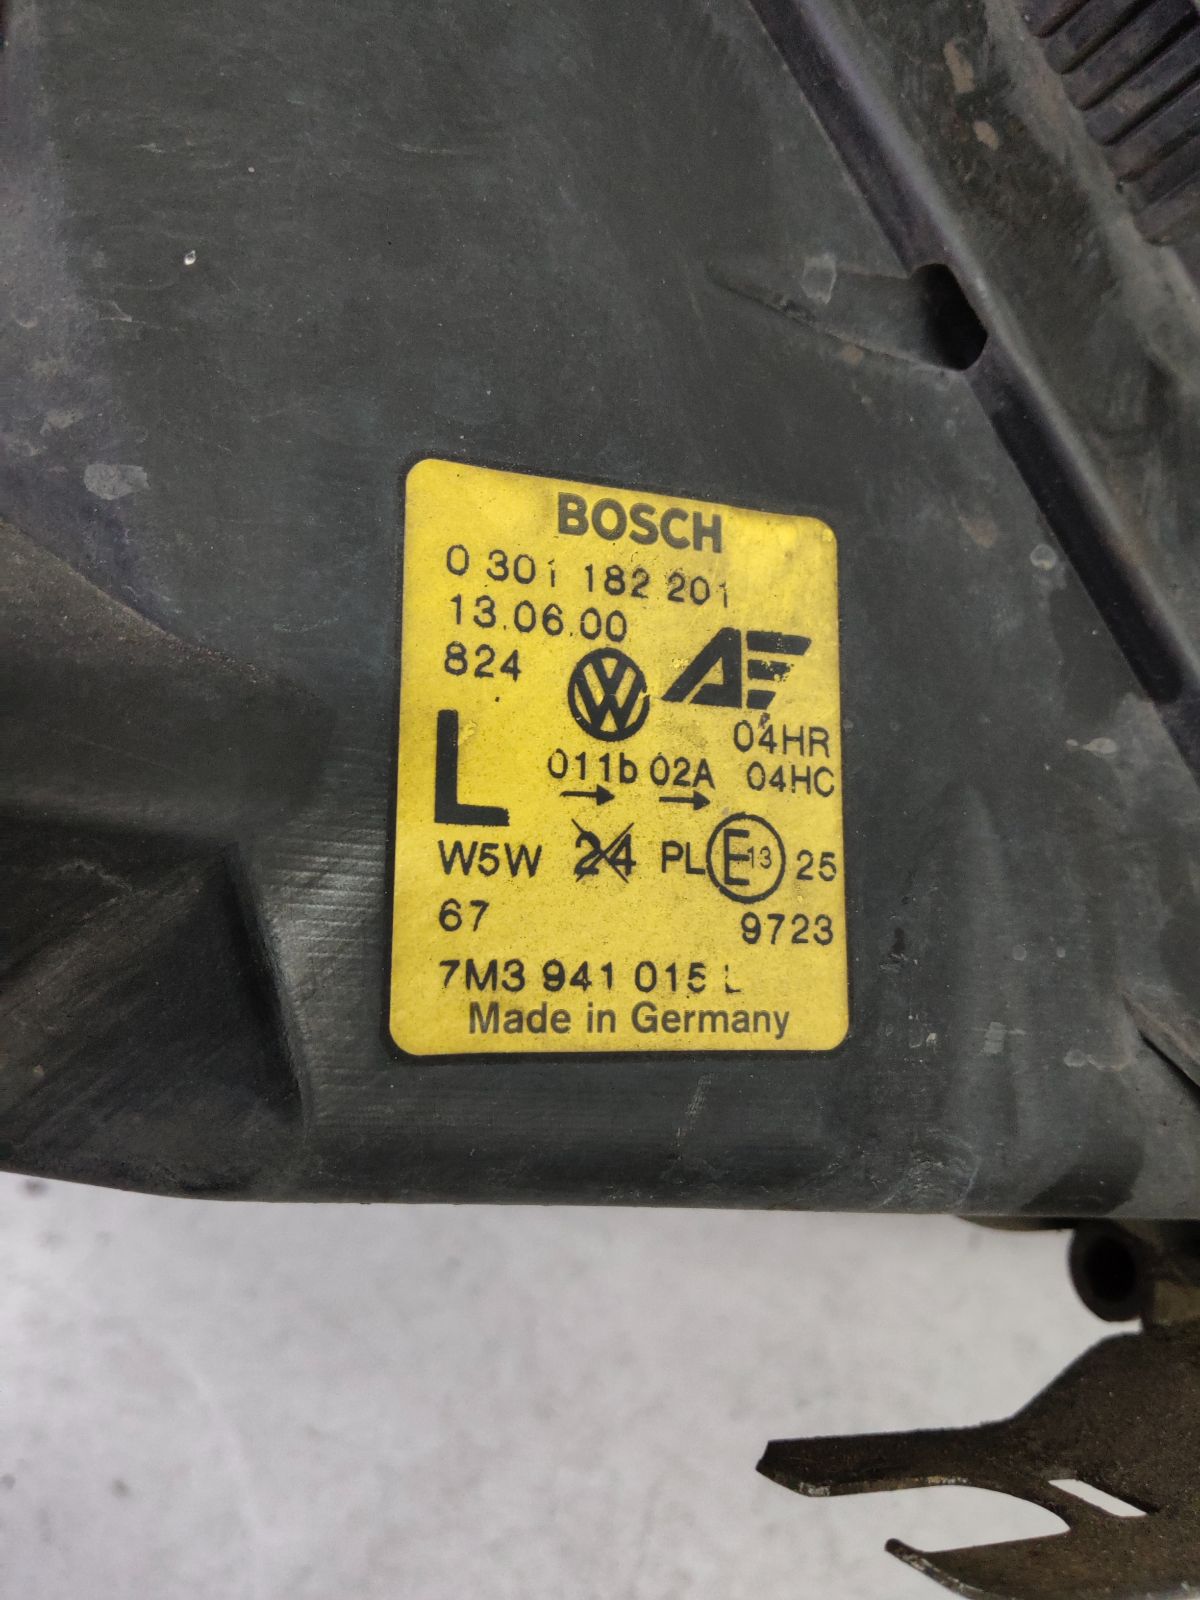 BOSCH
0 301 182 201
13.06.00
824
04HR
L
011b 02A 04HC
W5W 24 PL E13 25
67 9723
7M3 941 015
Made in Germany